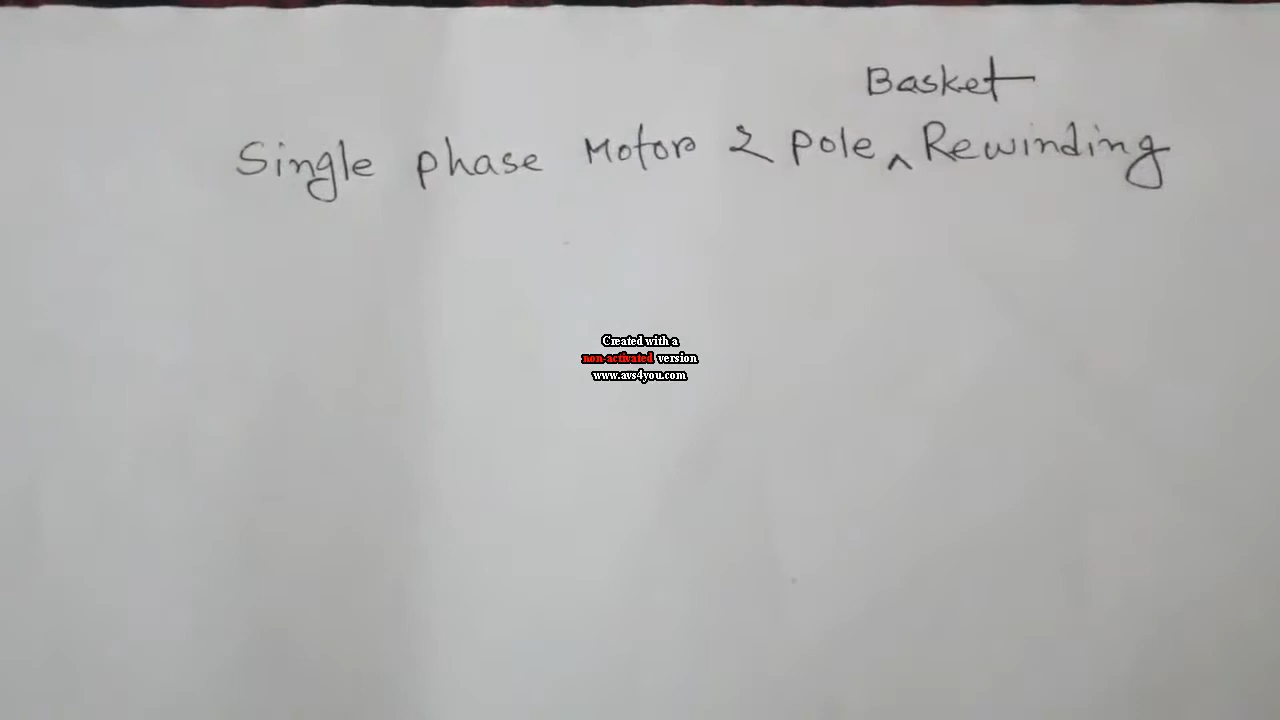 Basket
Single phase Motor 2 pole ^ Rewinding
Created with a
non-activated version
www.avs4you.com